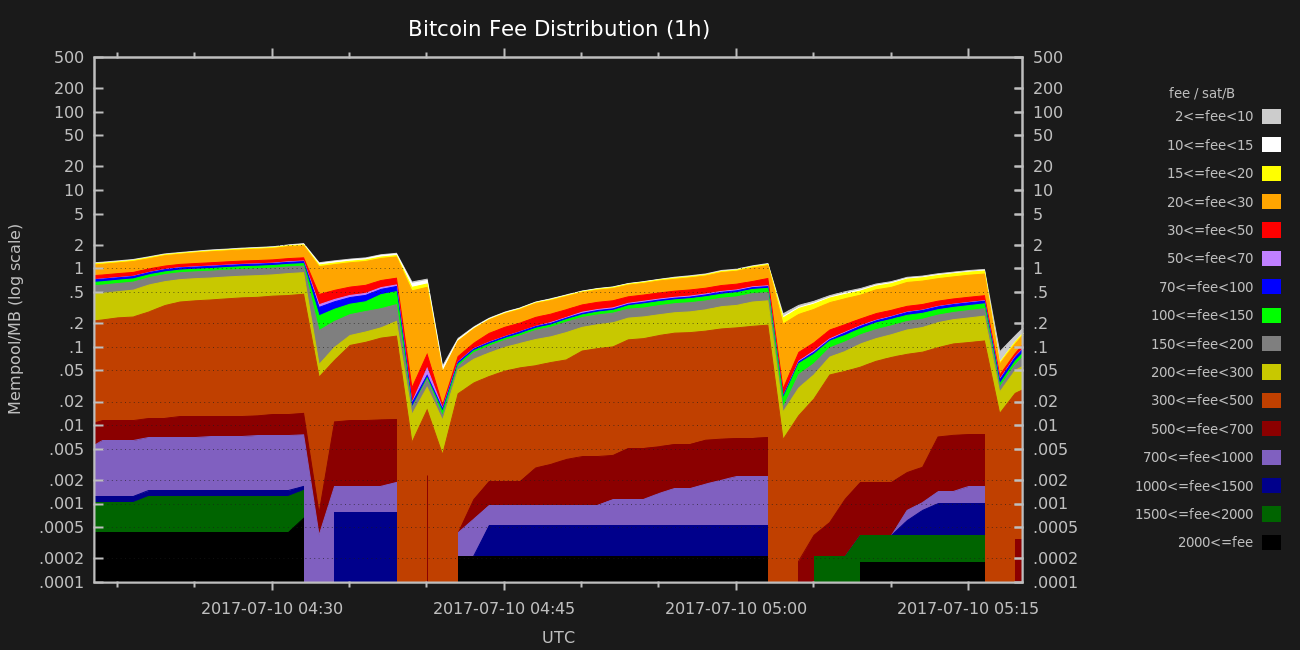 Bitcoin Fee Distribution (1h)
500 500
200 200
100 100
50 50
20 20
10 10
5 5
2 2
1 1
.5 .5
.2 .2
.1 .1
.05 .05
.02 .02
.01 .01
.005 .005
.002 .002
.001 .001
.0005 .0005
.0002 .0002
.0001 .0001
Mempool/MB (log scale)
2017-07-10 04:30 2017-07-10 04:45 2017-07-10 05:00 2017-07-10 05:15
UTC
fee / sat/B
2<=fee<10
10<=fee<15
15<=fee<20
20<=fee<30
30<=fee<50
50<=fee<70
70<=fee<100
100<=fee<150
150<=fee<200
200<=fee<300
300<=fee<500
500<=fee<700
700<=fee<1000
1000<=fee<1500
1500<=fee<2000
2000<=fee